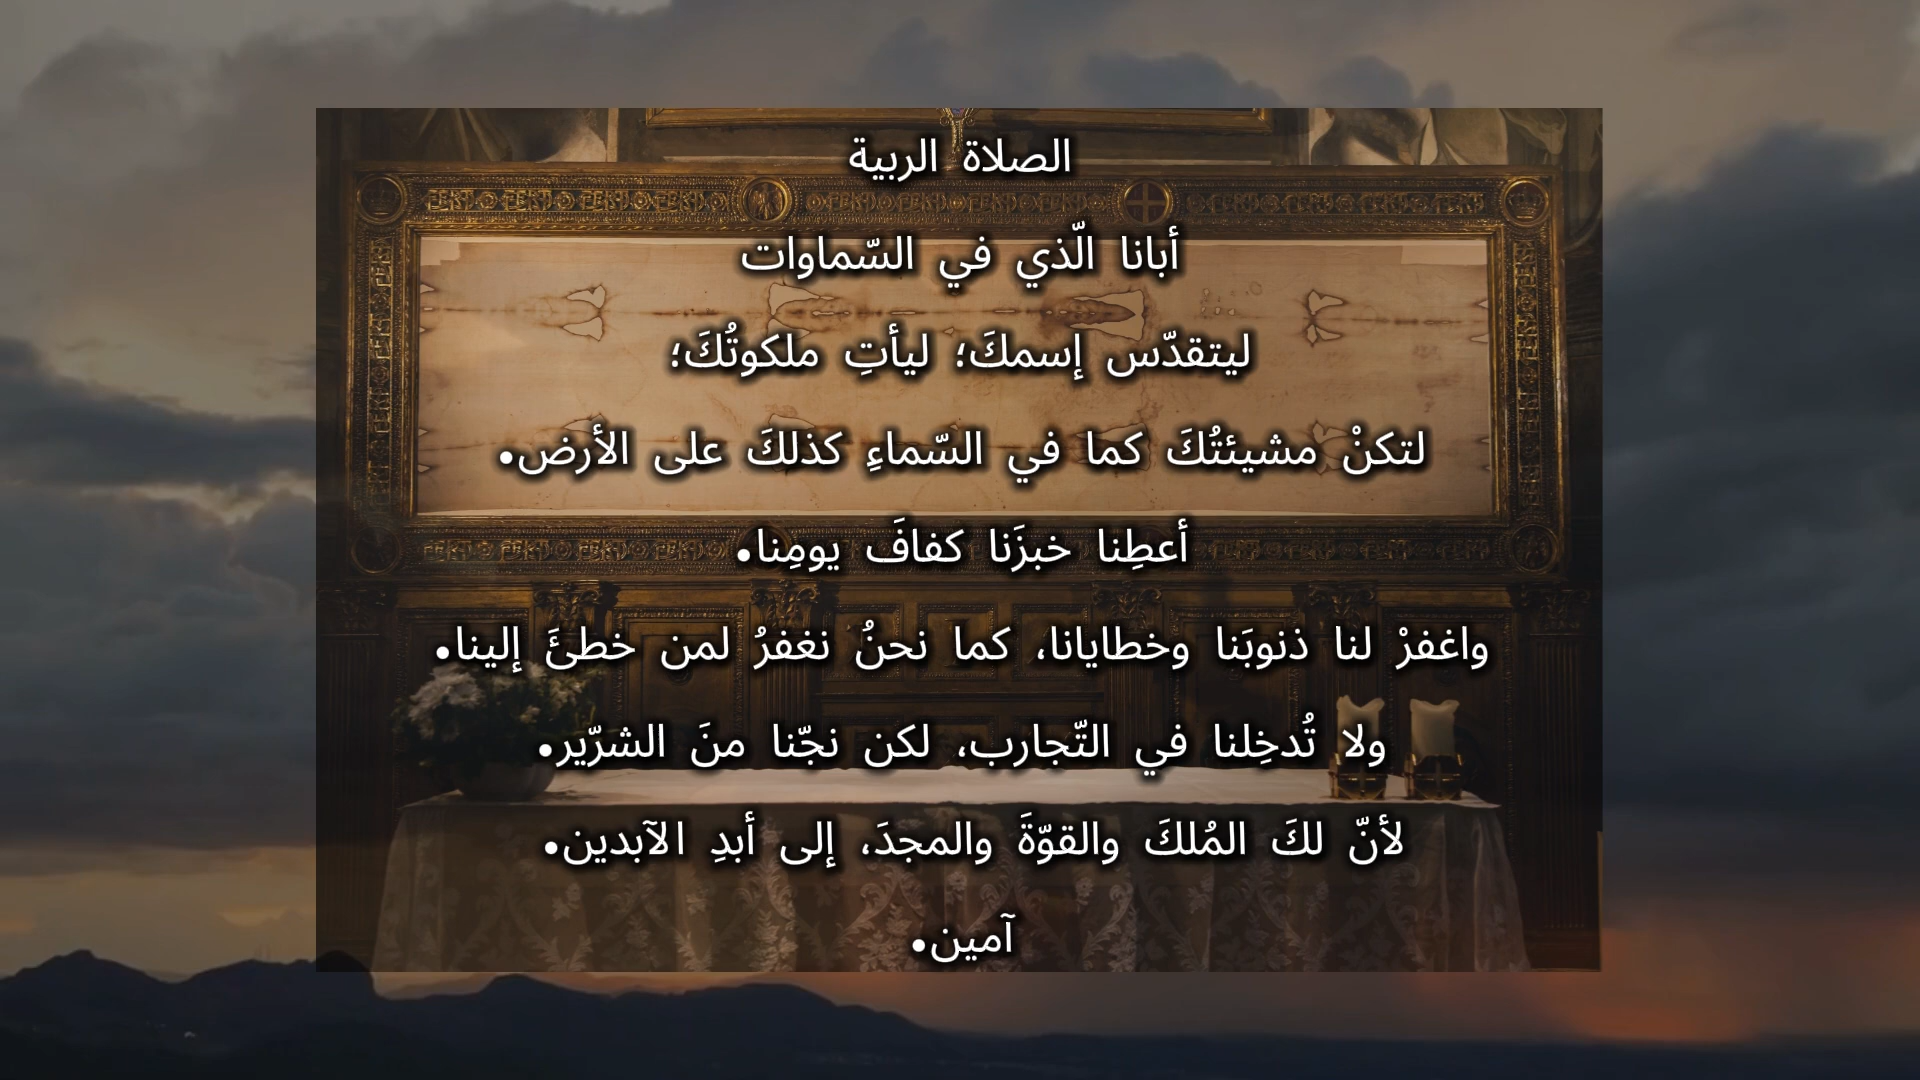 الصلاة الربية
أبانا الّذي في السّماوات
ليتقدّس إسمكَ؛ ليأتِ ملكوتُكَ؛
لتكنْ مشيئتُكَ كما في السّماءِ كذلكَ على الأرض.
أعطِنا خبزَنا كفافَ يومِنا.
واغفرْ لنا ذنوبَنا وخطايانا، كما نحنُ نغفرُ لمن خطئَ إلينا.
ولا تُدخِلنا في التّجارب، لكن نجّنا منَ الشرّير.
لأنّ لكَ المُلكَ والقوّةَ والمجدَ، إلى أبدِ الآبدين.
آمين.